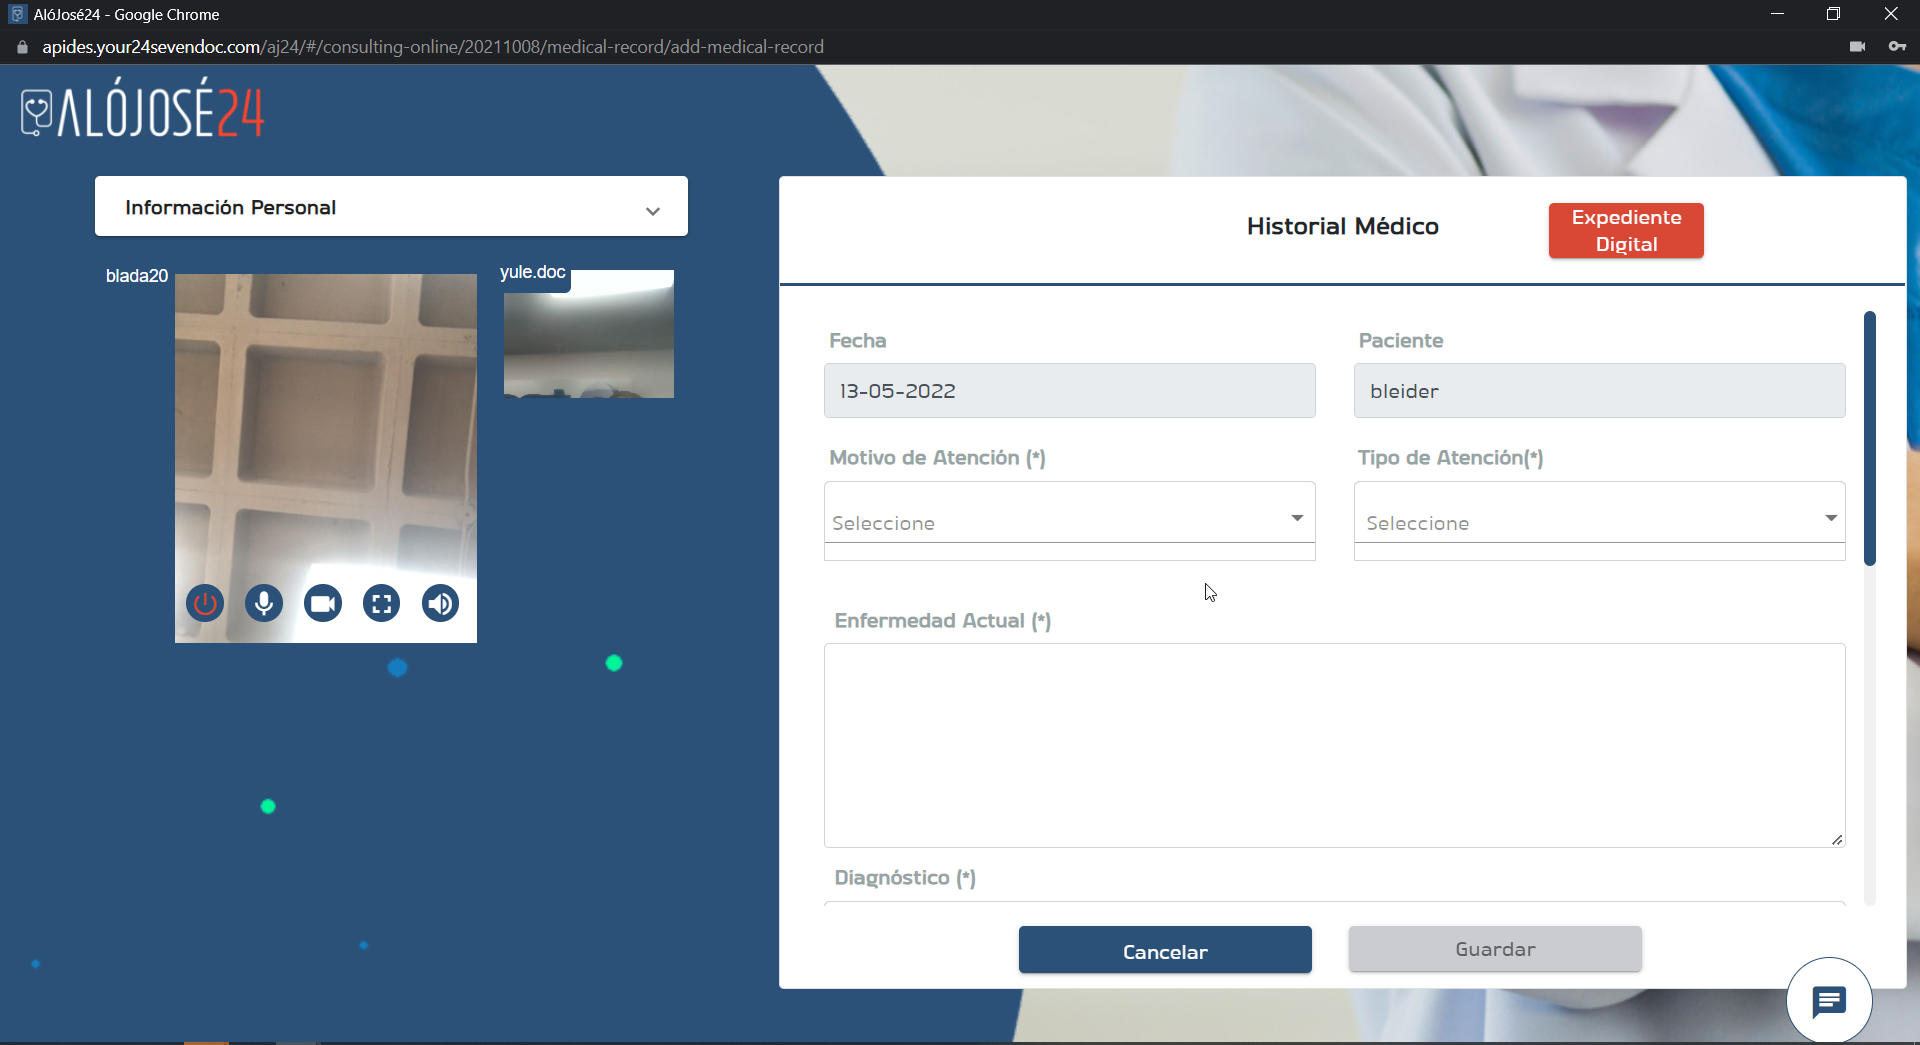 AlóJosé24 - Google Chrome
apides.your24sevendoc.com/aj24/#/consulting-online/20211008/medical-record/add-medical-record
ALÓJOSÉ24
Información Personal
blada20
yule.doc
Historial Médico
Expediente
Digital
Fecha
Paciente
13-05-2022
bleider
Motivo de Atención (*)
Tipo de Atención(*)
Seleccione
Seleccione
Enfermedad Actual (*)
Diagnóstico (*)
Cancelar
Guardar